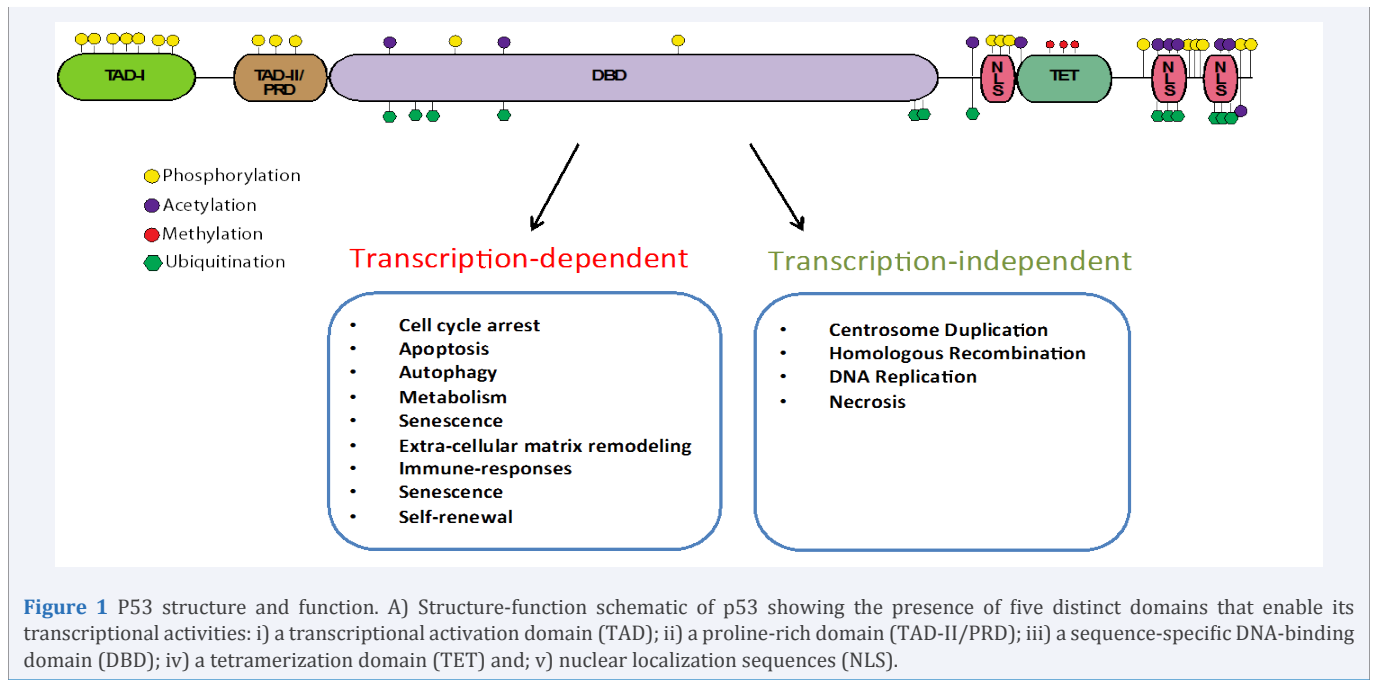 TAD-I
TAD-II/
PRD
DBD
NLS
TET
NLS
NLS
Phosphorylation
Acetylation
Methylation
Ubiquitination
Transcription-dependent
• Cell cycle arrest
• Apoptosis
• Autophagy
• Metabolism
• Senescence
• Extra-cellular matrix remodeling
• Immune-responses
• Senescence
• Self-renewal
Transcription-independent
• Centrosome Duplication
• Homologous Recombination
• DNA Replication
• Necrosis
Figure 1 P53 structure and function. A) Structure-function schematic of p53 showing the presence of five distinct domains that enable its
transcriptional activities: i) a transcriptional activation domain (TAD); ii) a proline-rich domain (TAD-II/PRD); iii) a sequence-specific DNA-binding
domain (DBD); iv) a tetramerization domain (TET) and; v) nuclear localization sequences (NLS).